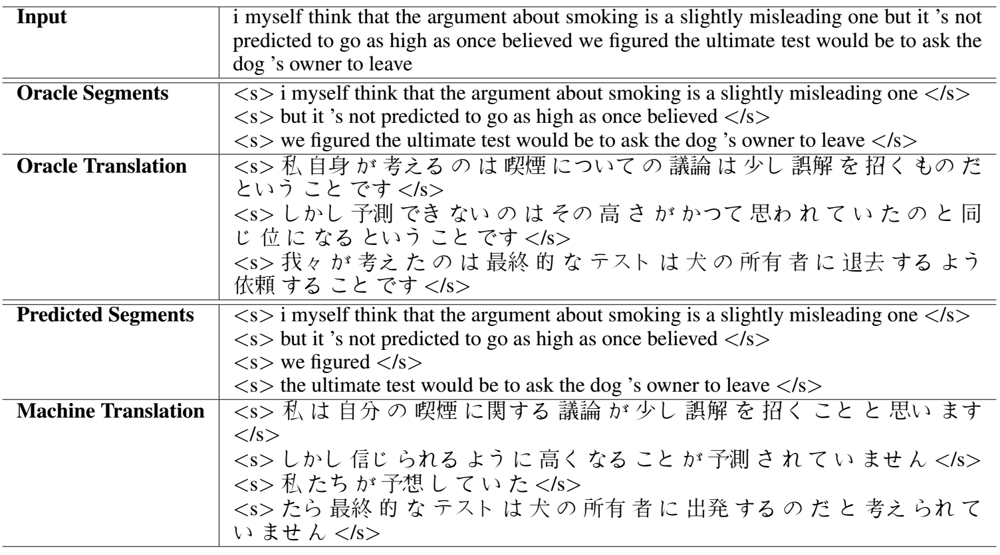 Input i myself think that the argument about smoking is a slightly misleading one but it 's not
predicted to go as high as once believed we figured the ultimate test would be to ask the
dog 's owner to leave
Oracle Segments <s> i myself think that the argument about smoking is a slightly misleading one </s>
<s> but it 's not predicted to go as high as once believed </s>
<s> we figured the ultimate test would be to ask the dog 's owner to leave </s>
Oracle Translation <s> 私 自身 が 考える の は 喫煙 について の 議論 は 少し 誤解 を 招く もの だ
という こと です </s>
<s> しかし 予測 でき ない の は その 高 さ が かつて 思わ れ て い た の と 同
じ 位 に なる という こと です </s>
<s> 我々 が 考え た の は 最終 的 な テスト は 犬 の 所有 者 に 退去 する よう
依頼 する こと です </s>
Predicted Segments <s> i myself think that the argument about smoking is a slightly misleading one </s>
<s> but it 's not predicted to go as high as once believed </s>
<s> we figured </s>
<s> the ultimate test would be to ask the dog 's owner to leave </s>
Machine Translation <s> 私 は 自分 の 喫煙 に関する 議論 が 少し 誤解 を 招く こと と 思い ます
</s>
<s> しかし 信じ られる よう に 高く なる こと が 予測 さ れ て い ませ ん </s>
<s> 私 たち が 予想 し て い た </s>
<s> たら 最終 的 な テスト は 犬 の 所有 者 に 出発 する の だ と 考え られ て
い ませ ん </s>